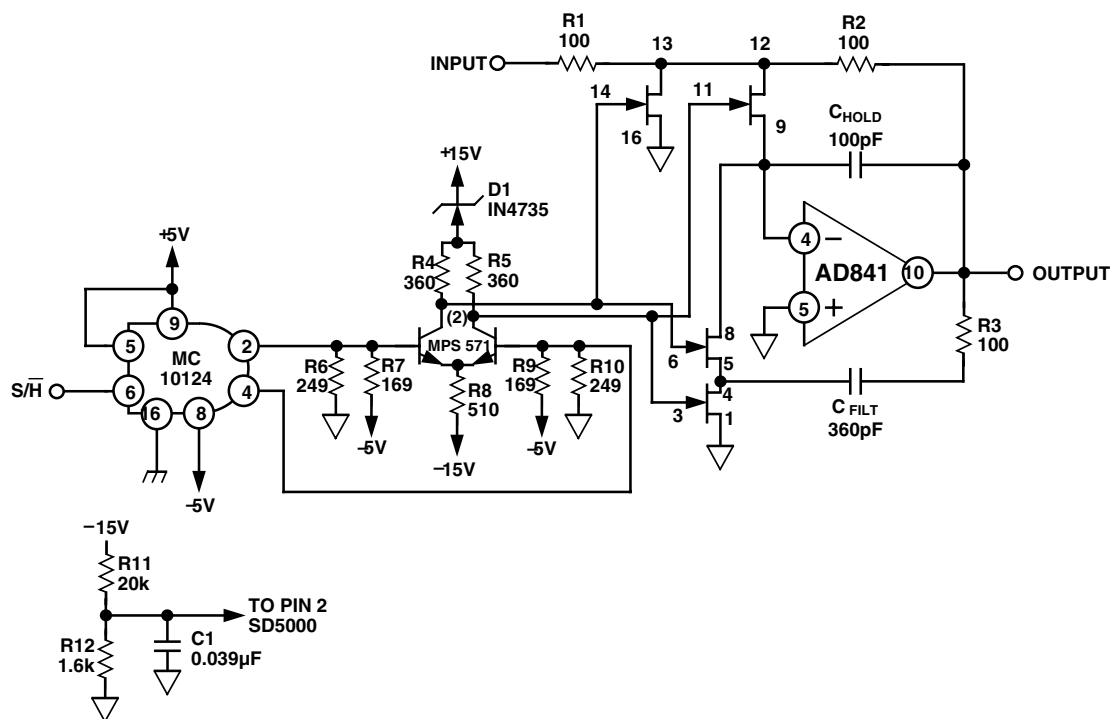 R1
100
13
12
R2
100
INPUT
14
16
11
9
C HOLD
100pF
+15V
D1
IN4735
R4
360
R5
360
+5V
9
5
MC
10124
2
4
6
16
8
S/H̅
–5V
(2)
MPS 571
R6
249
R7
169
–5V
R8
510
–15V
R9
169
–5V
R10
249
4
–
AD841
10
OUTPUT
5
+
R3
100
8
6
5
4
3
1
C FILT
360pF
–15V
R11
20k
TO PIN 2
SD5000
R12
1.6k
C1
0.039µF